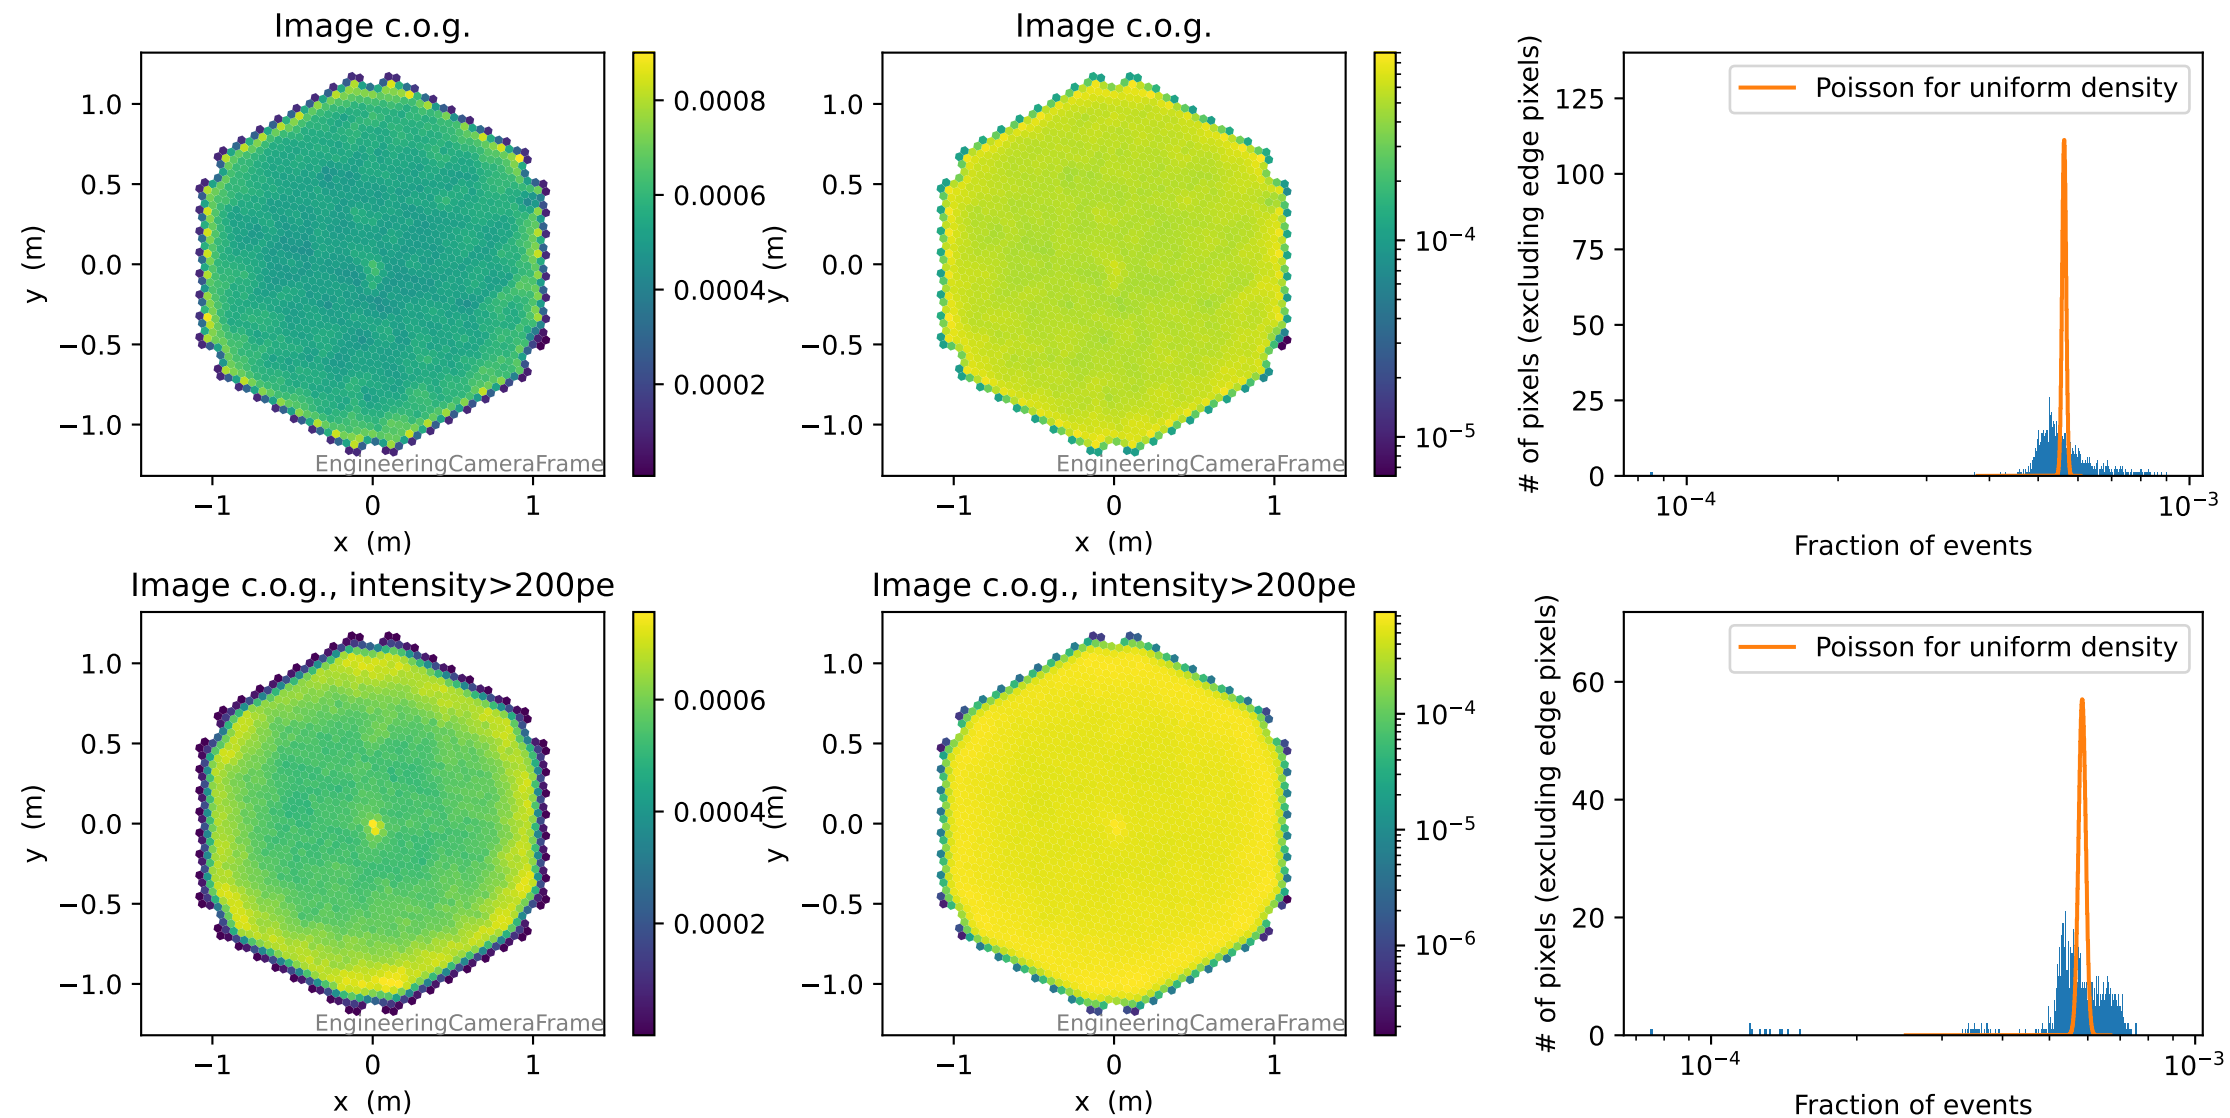 Image c.o.g.
y (m)
1.0
0.5
0.0
−0.5
−1.0
−1
0
1
x (m)
EngineeringCameraFrame
0.0008
0.0006
0.0004
0.0002
Image c.o.g.
y (m)
1.0
0.5
0.0
−0.5
−1.0
−1
0
1
x (m)
EngineeringCameraFrame
10−4
10−5
# of pixels (excluding edge pixels)
125
100
75
50
25
0
Poisson for uniform density
10−4
10−3
Fraction of events
Image c.o.g., intensity>200pe
y (m)
1.0
0.5
0.0
−0.5
−1.0
−1
0
1
x (m)
EngineeringCameraFrame
0.0006
0.0004
0.0002
Image c.o.g., intensity>200pe
y (m)
1.0
0.5
0.0
−0.5
−1.0
−1
0
1
x (m)
EngineeringCameraFrame
10−4
10−5
10−6
# of pixels (excluding edge pixels)
60
40
20
0
Poisson for uniform density
10−4
10−3
Fraction of events